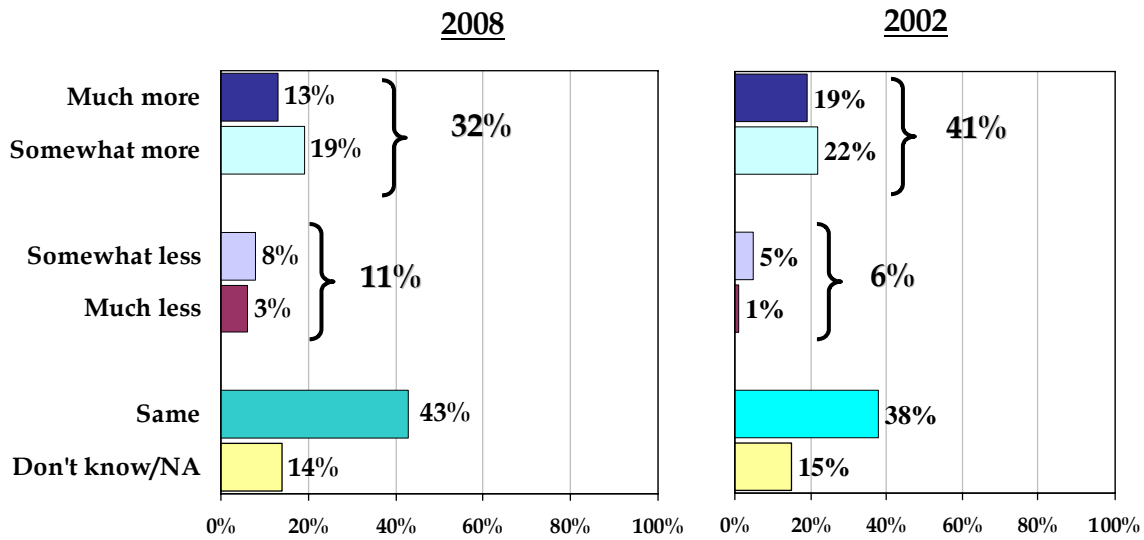 2008
2002
Much more
13%
32%
19%
41%
Somewhat more
19%
22%
Somewhat less
8%
11%
5%
6%
Much less
3%
1%
Same
43%
38%
Don't know/NA
14%
15%
0% 20% 40% 60% 80% 100%
0% 20% 40% 60% 80% 100%